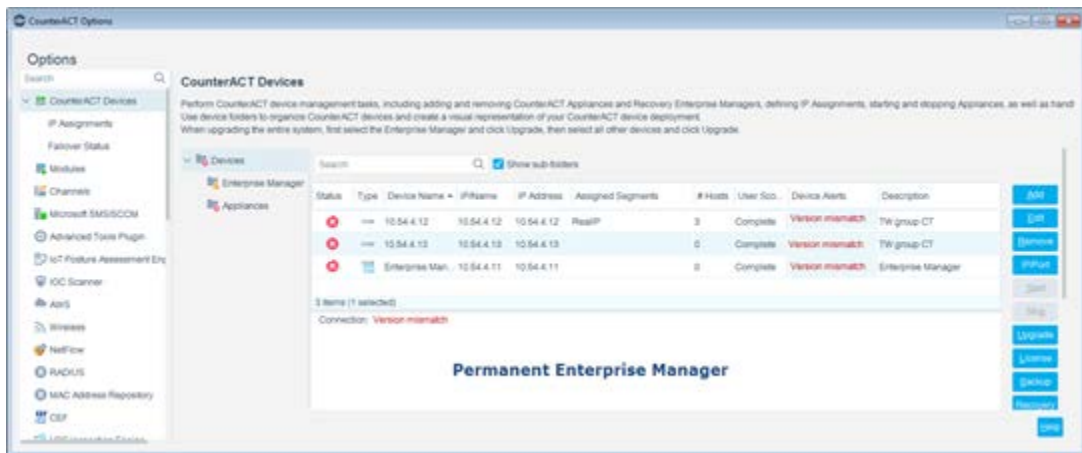 CounterACT Options
Options
Search
CounterACT Devices
IP Assignments
Failover Status
Modules
Channels
Microsoft SMS/SCCM
Advanced Tools Plugin
IoT Posture Assessment Eng
IOC Scanner
AWS
Wireless
NetFlow
RADIUS
MAC Address Repository
CEF
CounterACT Devices
Perform CounterACT device management tasks, including adding and removing CounterACT Appliances and Recovery Enterprise Managers, defining IP Assignments, starting and stopping Appliances, as well as handl
Use device folders to organize CounterACT devices and create a visual representation of your CounterACT device deployment.
When upgrading the entire system, first select the Enterprise Manager and click Upgrade, then select all other devices and click Upgrade.
Devices
Enterprise Manager
Appliances
Search Show sub-folders
Status Type Device Name IP/Name IP Address Assigned Segments # Hosts User Sco... Device Alerts Description
10.54.4.12 10.54.4.12 10.54.4.12 RealIP 3 Complete Version mismatch TW group CT
10.54.4.13 10.54.4.13 10.54.4.13 0 Complete Version mismatch TW group CT
Enterprise Man... 10.54.4.11 10.54.4.11 0 Complete Version mismatch Enterprise Manager
3 items (1 selected)
Connection: Version mismatch
Permanent Enterprise Manager
Add
Edit
Remove
IP/Port
Start
Stop
Upgrade
License
Backup
Recovery
Help